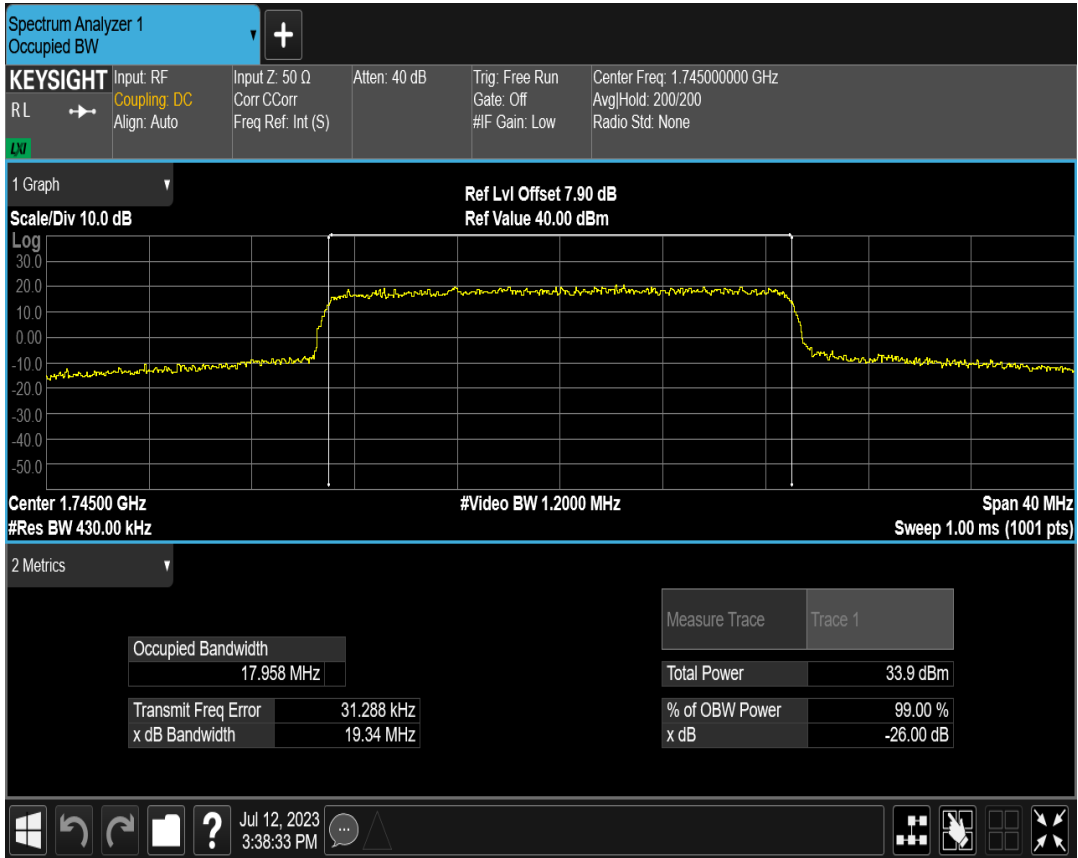 Spectrum Analyzer 1
Occupied BW
KEYSIGHT
R L
LXI
Input: RF
Coupling: DC
Align: Auto
Input Z: 50 Ω
Corr CCorr
Freq Ref: Int (S)
Atten: 40 dB
Trig: Free Run
Gate: Off
#IF Gain: Low
Center Freq: 1.745000000 GHz
Avg|Hold: 200/200
Radio Std: None
1 Graph
Scale/Div 10.0 dB
Ref Lvl Offset 7.90 dB
Ref Value 40.00 dBm
Log
30.0
20.0
10.0
0.00
-10.0
-20.0
-30.0
-40.0
-50.0
Center 1.74500 GHz
#Video BW 1.2000 MHz
Span 40 MHz
#Res BW 430.00 kHz
Sweep 1.00 ms (1001 pts)
2 Metrics
Measure Trace Trace 1
Occupied Bandwidth
17.958 MHz
Total Power 33.9 dBm
Transmit Freq Error 31.288 kHz
% of OBW Power 99.00 %
x dB Bandwidth 19.34 MHz
x dB -26.00 dB
Jul 12, 2023
3:38:33 PM